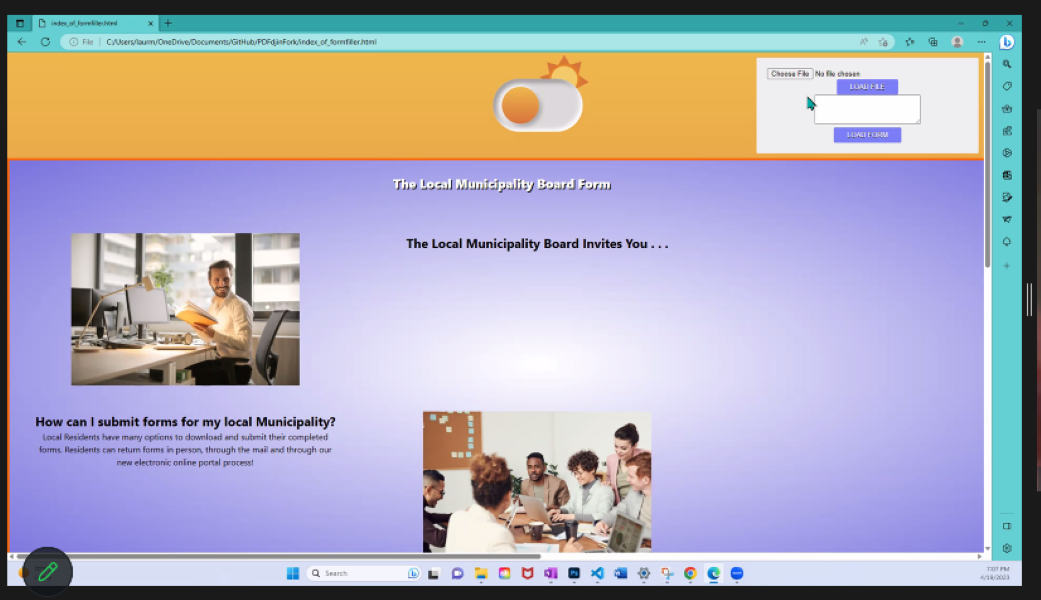 index_of_formfiller.html
File
C:/Users/laurm/OneDrive/Documents/GitHub/PDFdjinFork/index_of_formfiller.html
Choose File No file chosen
LOAD FILE
LOAD FORM
The Local Municipality Board Form
The Local Municipality Board Invites You . . .
How can I submit forms for my local Municipality?
Local Residents have many options to download and submit their completed
forms. Residents can return forms in person, through the mail and through our
new electronic online portal process!
Search
7:07 PM
4/19/2023